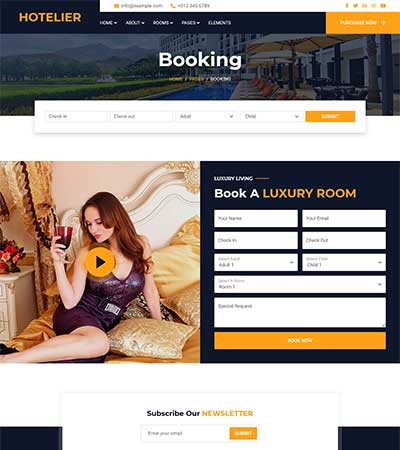 HOTELIER
info@example.com
+012 345 6789
HOME
ABOUT
ROOMS
PAGES
ELEMENTS
PURCHASE NOW
Booking
HOME / PAGES / BOOKING
Check in
Check out
Adult
Child
SUBMIT
LUXURY LIVING
Book A LUXURY ROOM
Your Name
Your Email
Check In
Check Out
Select Adult
Adult 1
Select Child
Child 1
Select A Room
Room 1
Special Request
BOOK NOW
Subscribe Our NEWSLETTER
Enter your email
SUBMIT